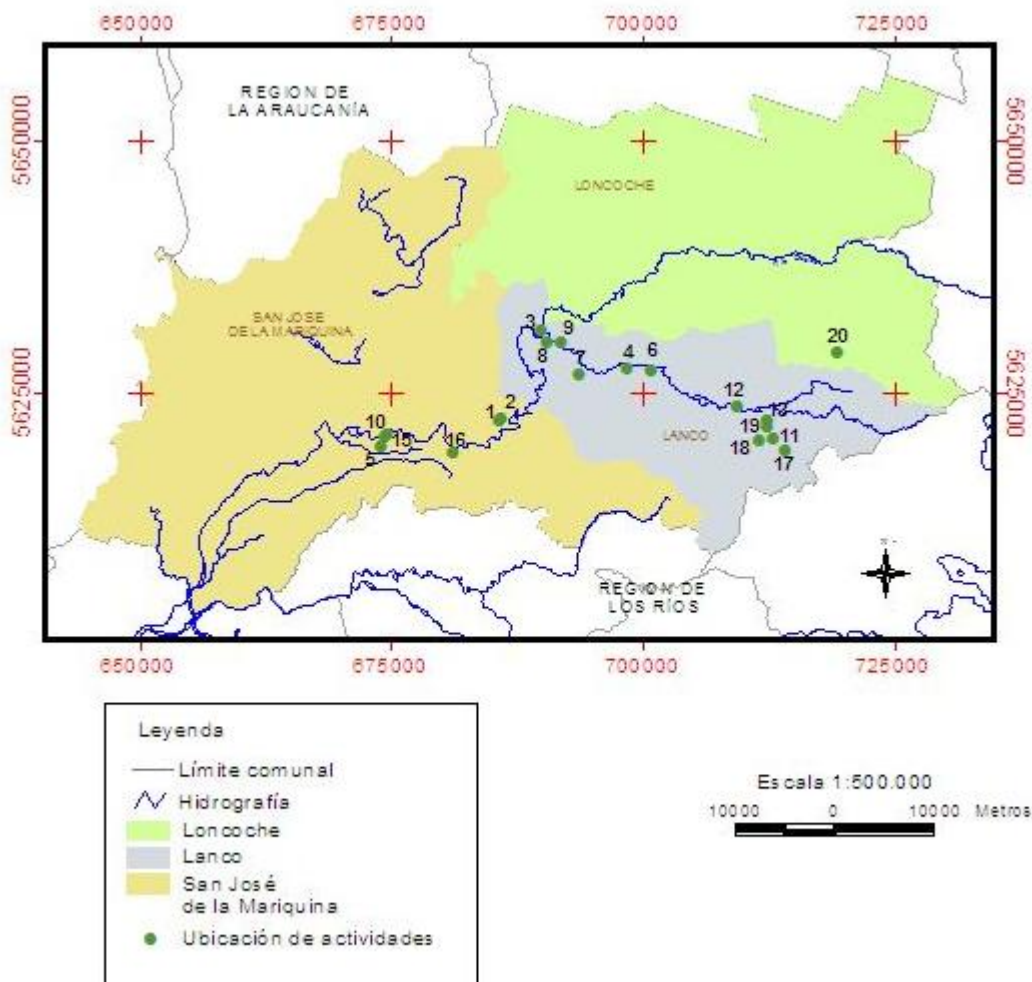 650000 675000 700000 725000
5650000
5650000
REGION DE
LA ARAUCANÍA
LONCOCHE
SAN JOSE
DE LA MARIQUINA
3
9
8
4
6
20
5625000
5625000
12
1 2
10
15
5
16
19
18
11
17
LANCO
REGION DE
LOS RÍOS
650000 675000 700000 725000
Leyenda
Límite comunal
Hidrografía
Loncoche
Lanco
San José
de la Mariquina
Ubicación de actividades
Escala 1:500.000
10000 0 10000 Metros